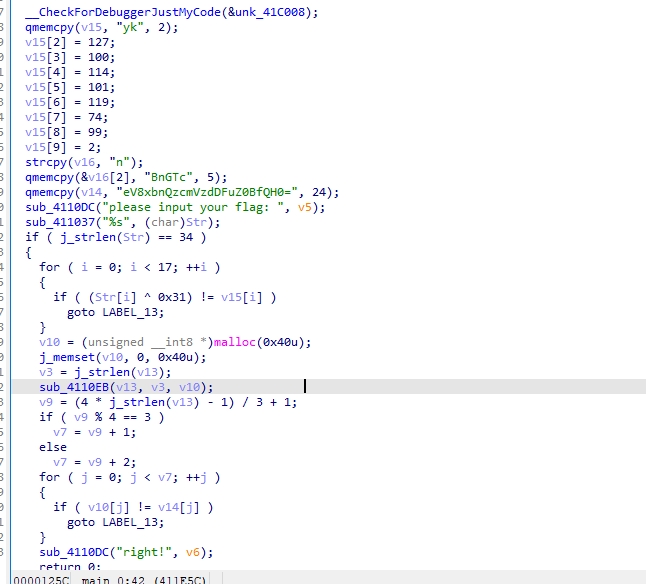 __CheckForDebuggerJustMyCode(&unk_41C008);
qmemcpy(v15, "yk", 2);
v15[2] = 127;
v15[3] = 100;
v15[4] = 114;
v15[5] = 101;
v15[6] = 119;
v15[7] = 74;
v15[8] = 99;
v15[9] = 2;
strcpy(v16, "n");
qmemcpy(&v16[2], "BnGTc", 5);
qmemcpy(v14, "eV8xbnQzcmVzdDFuZ0BfQH0=", 24);
sub_4110DC("please input your flag: ", v5);
sub_411037("%s", (char)Str);
if ( j_strlen(Str) == 34 )
{
for ( i = 0; i < 17; ++i )
{
if ( (Str[i] ^ 0x31) != v15[i] )
goto LABEL_13;
}
v10 = (unsigned __int8 *)malloc(0x40u);
j_memset(v10, 0, 0x40u);
v3 = j_strlen(v13);
sub_4110EB(v13, v3, v10);
v9 = (4 * j_strlen(v13) - 1) / 3 + 1;
if ( v9 % 4 == 3 )
v7 = v9 + 1;
else
v7 = v9 + 2;
for ( j = 0; j < v7; ++j )
{
if ( v10[j] != v14[j] )
goto LABEL_13;
}
sub_4110DC("right!", v6);
return 0;
0000125C main 0:42 (411E5C)